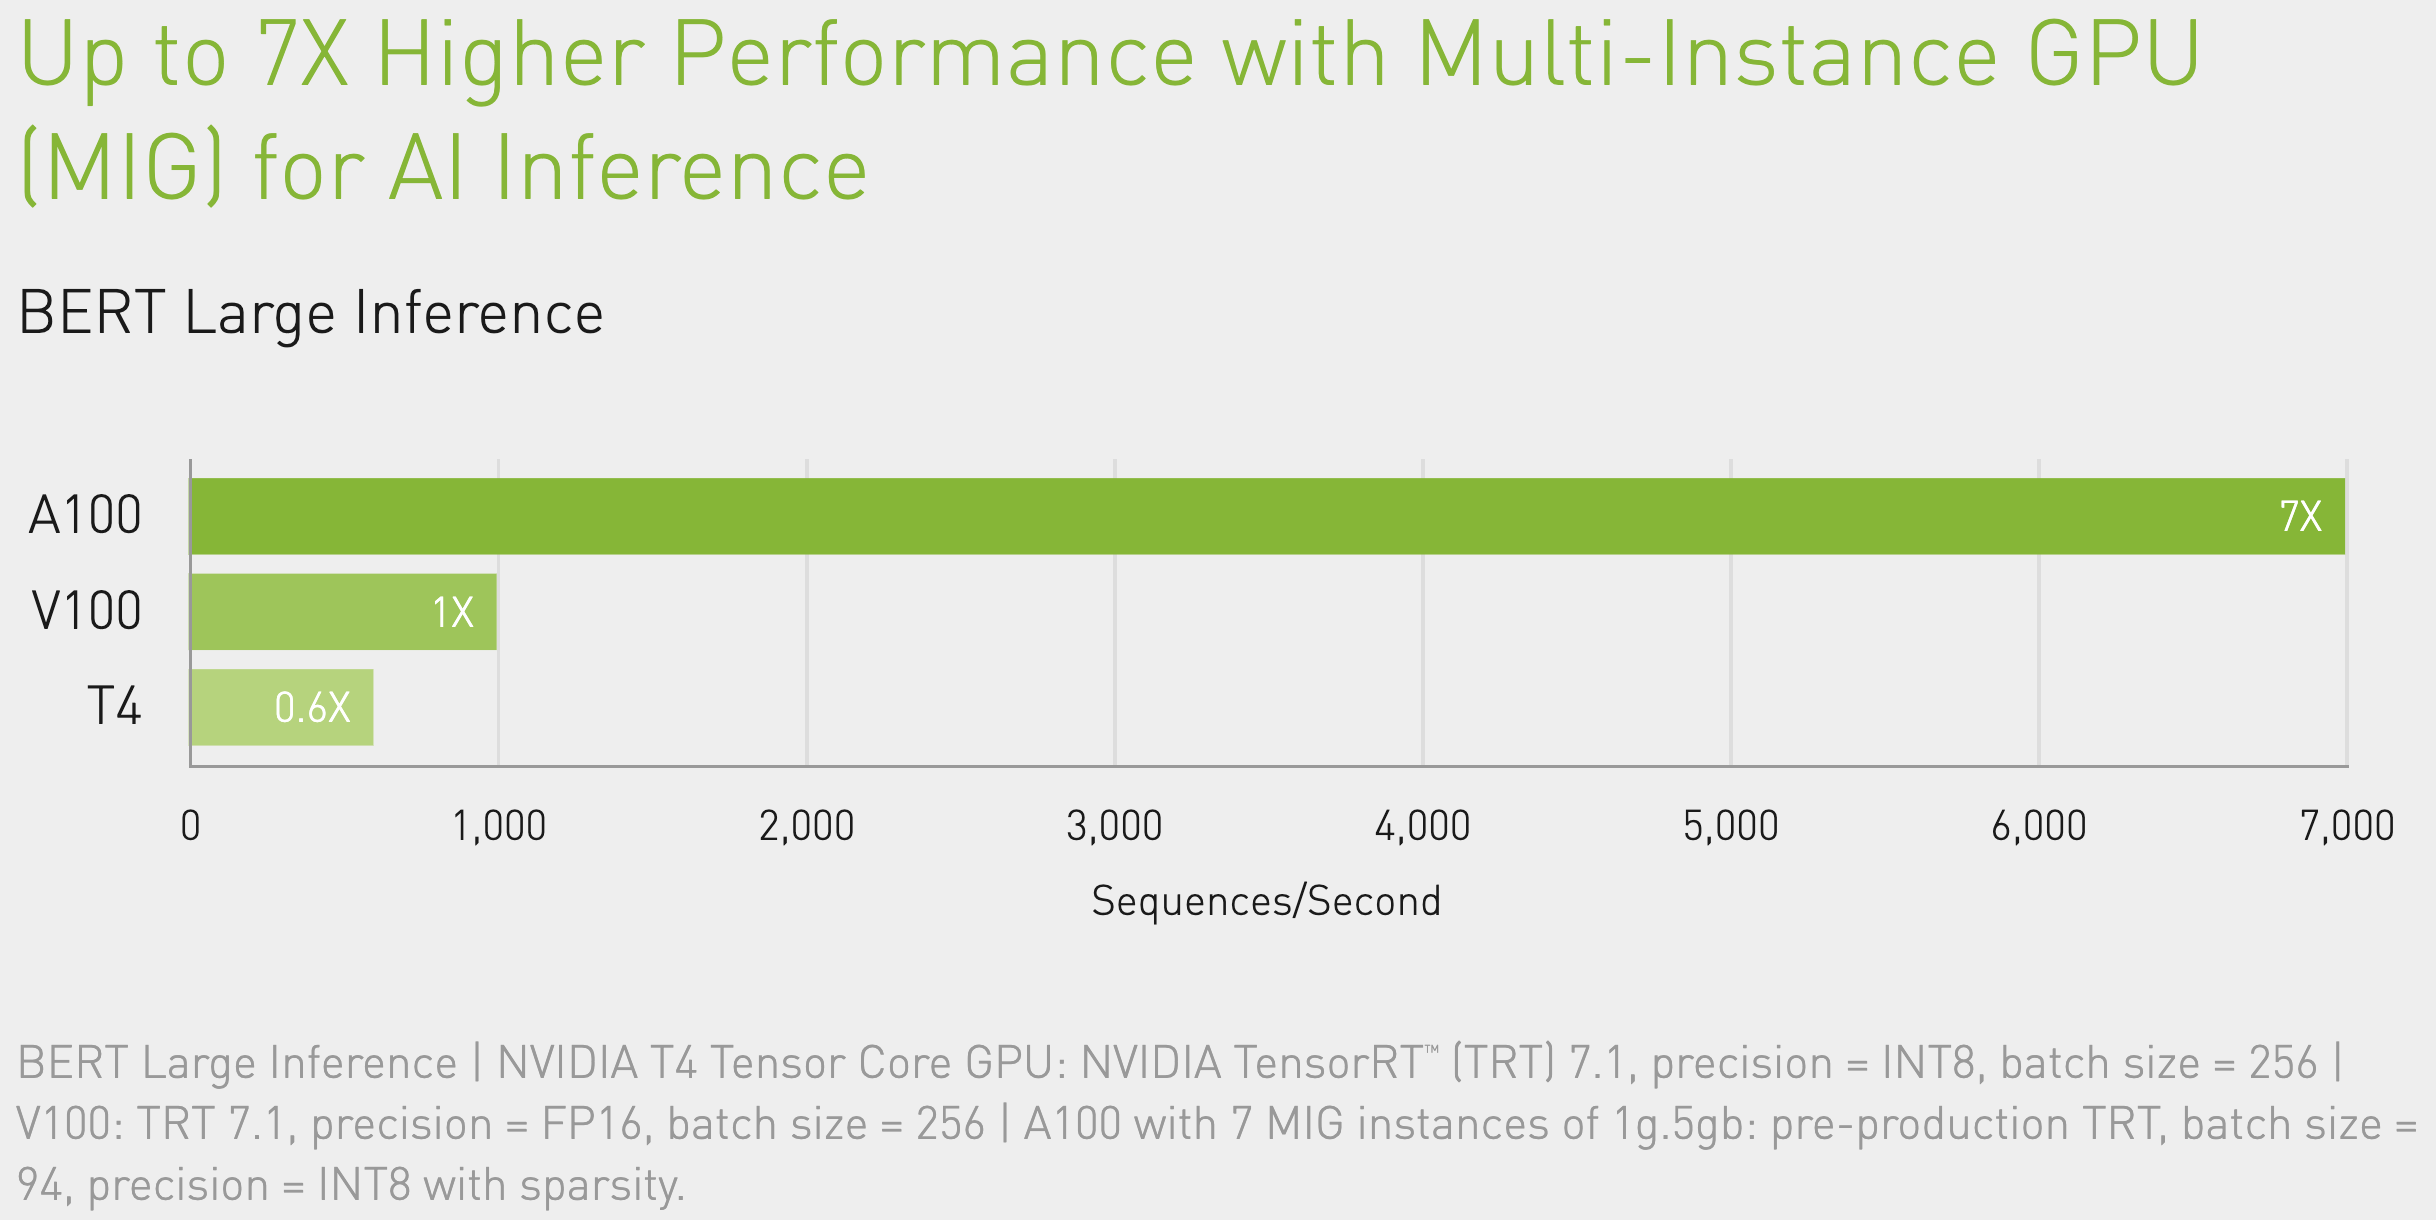 Up to 7X Higher Performance with Multi-Instance GPU
(MIG) for AI Inference
BERT Large Inference
A100
7X
V100
1X
T4
0.6X
0 1,000 2,000 3,000 4,000 5,000 6,000 7,000
Sequences/Second
BERT Large Inference | NVIDIA T4 Tensor Core GPU: NVIDIA TensorRT™ (TRT) 7.1, precision = INT8, batch size = 256 |
V100: TRT 7.1, precision = FP16, batch size = 256 | A100 with 7 MIG instances of 1g.5gb: pre-production TRT, batch size =
94, precision = INT8 with sparsity.